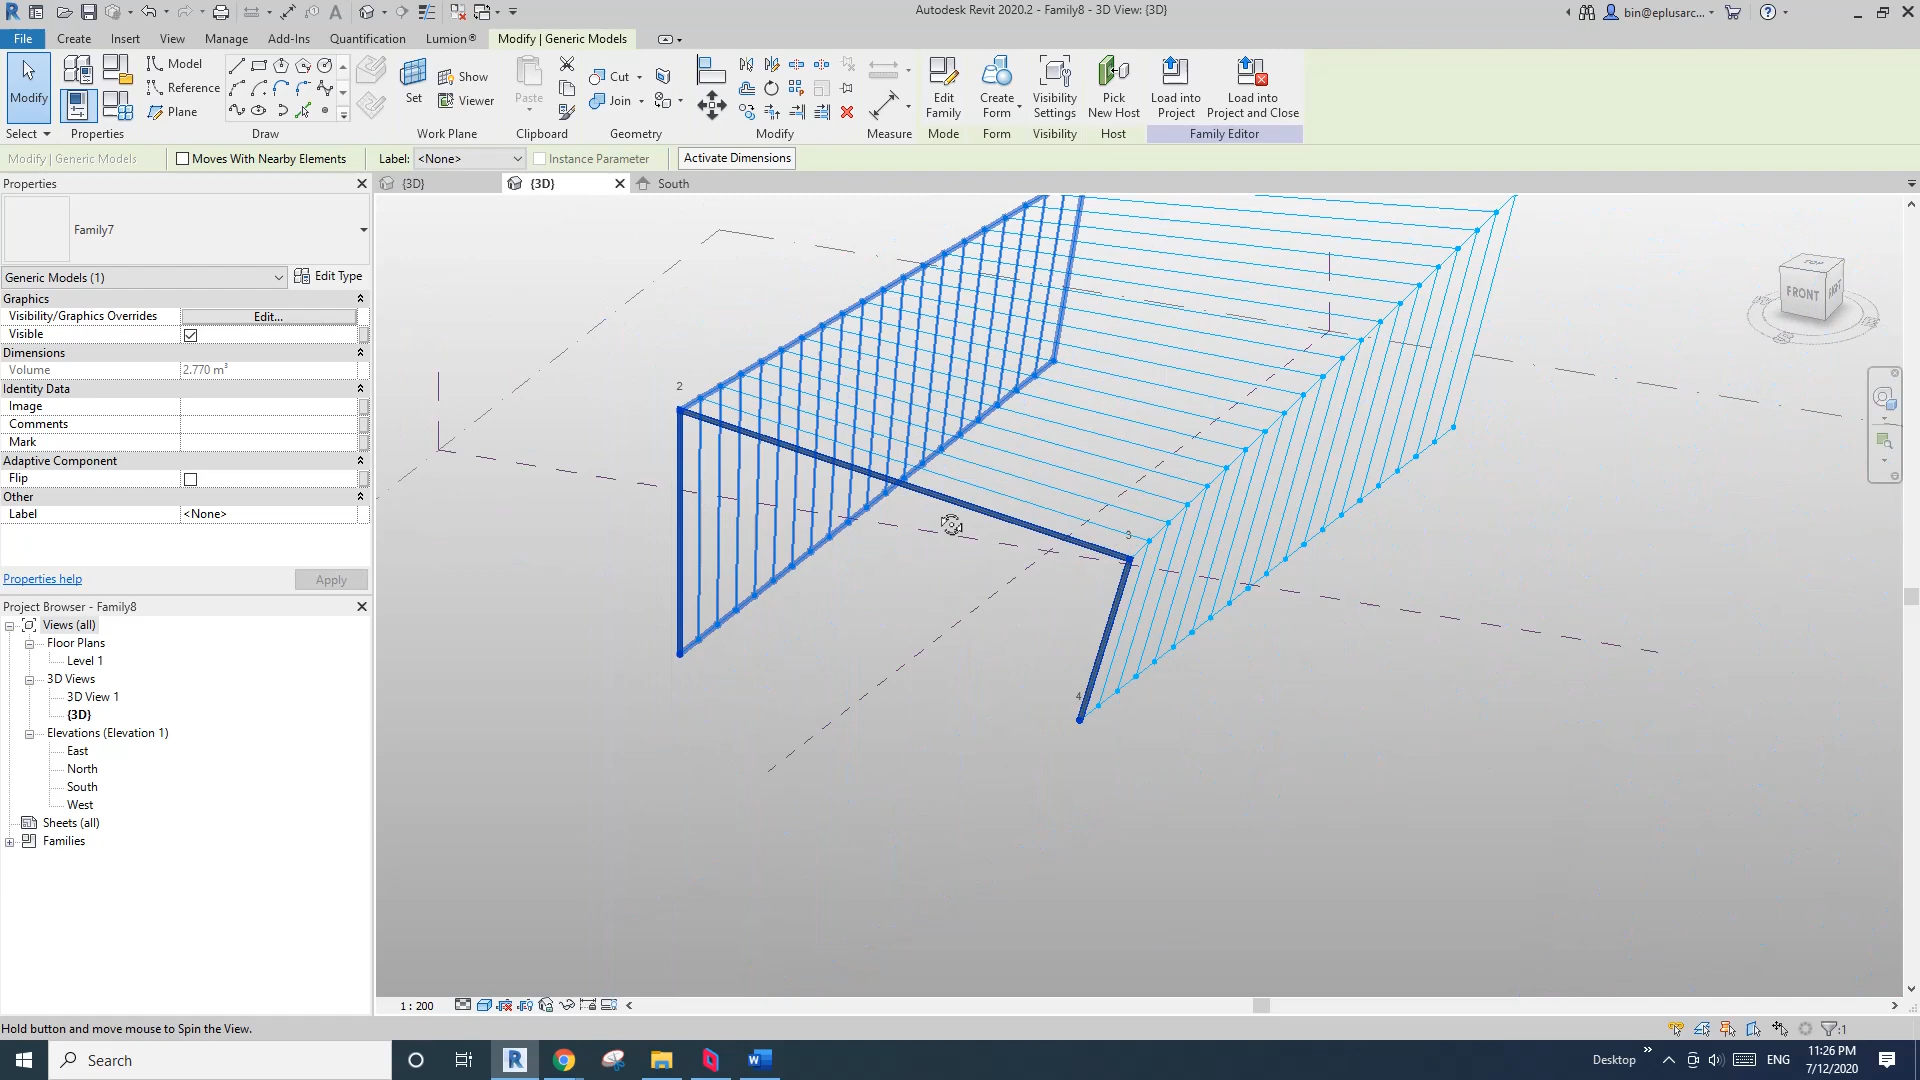 Autodesk Revit 2020.2 - Family8 - 3D View: {3D}
bin@eplusarc...
File Create Insert View Manage Add-Ins Quantification Lumion® Modify | Generic Models
Model
Reference
Plane
Set
Show
Viewer
Paste
Cut
Join
Modify
Edit Family
Create Form
Visibility Settings
Pick New Host
Load into Project
Load into Project and Close
Select Properties Draw Work Plane Clipboard Geometry Modify Measure Mode Form Visibility Host Family Editor
Modify | Generic Models Moves With Nearby Elements Label: <None> Instance Parameter Activate Dimensions
Properties
{3D} {3D} South
Family7
Generic Models (1) Edit Type
Graphics
Visibility/Graphics Overrides Edit...
Visible
Dimensions
Volume 2.770 m³
Identity Data
Image
Comments
Mark
Adaptive Component
Flip
Other
Label <None>
Properties help Apply
Project Browser - Family8
Views (all)
Floor Plans
Level 1
3D Views
3D View 1
{3D}
Elevations (Elevation 1)
East
North
South
West
Sheets (all)
Families
2
3
4
TOP
FRONT
1 : 200
Hold button and move mouse to Spin the View.
:1
Search
Desktop
ENG
11:26 PM
7/12/2020